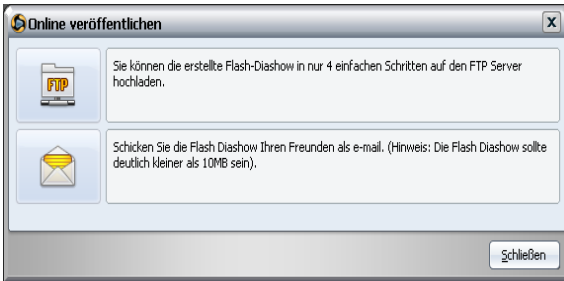 Online veröffentlichen
x
FTP
Sie können die erstellte Flash-Diashow in nur 4 einfachen Schritten auf den FTP Server
hochladen.
Schicken Sie die Flash Diashow Ihren Freunden als e-mail. (Hinweis: Die Flash Diashow sollte
deutlich kleiner als 10MB sein).
Schließen